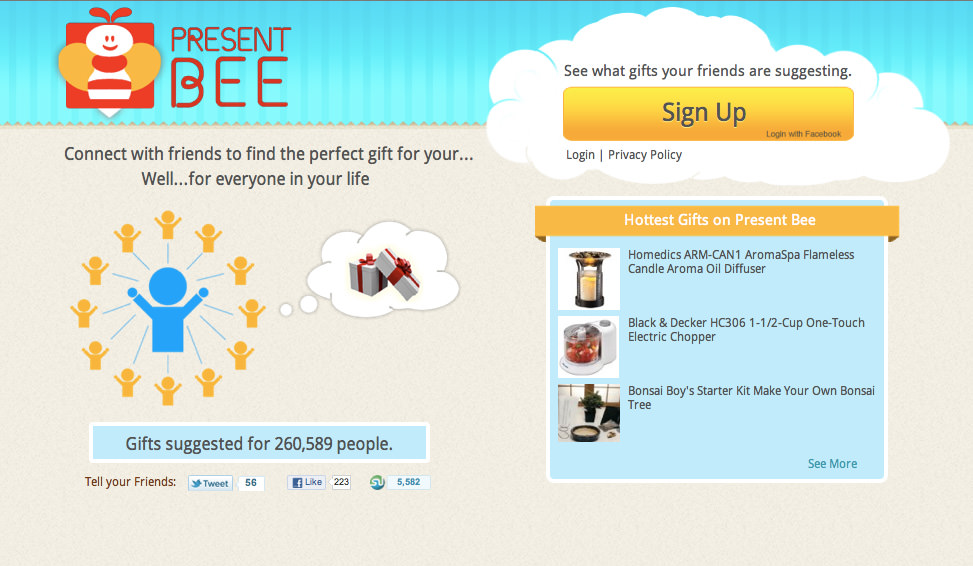 PRESENT
BEE
See what gifts your friends are suggesting.
Sign Up
Login with Facebook
Login | Privacy Policy
Connect with friends to find the perfect gift for your...
Well...for everyone in your life
Hottest Gifts on Present Bee
Homedics ARM-CAN1 AromaSpa Flameless
Candle Aroma Oil Diffuser
Black & Decker HC306 1-1/2-Cup One-Touch
Electric Chopper
Bonsai Boy's Starter Kit Make Your Own Bonsai
Tree
See More
Gifts suggested for 260,589 people.
Tell your Friends: Tweet 56 Like 223 5,582